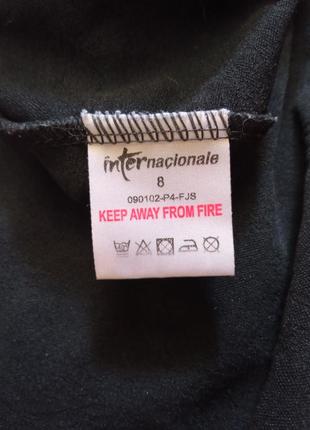 internacionale
8
090102-P4-FJS
KEEP AWAY FROM FIRE